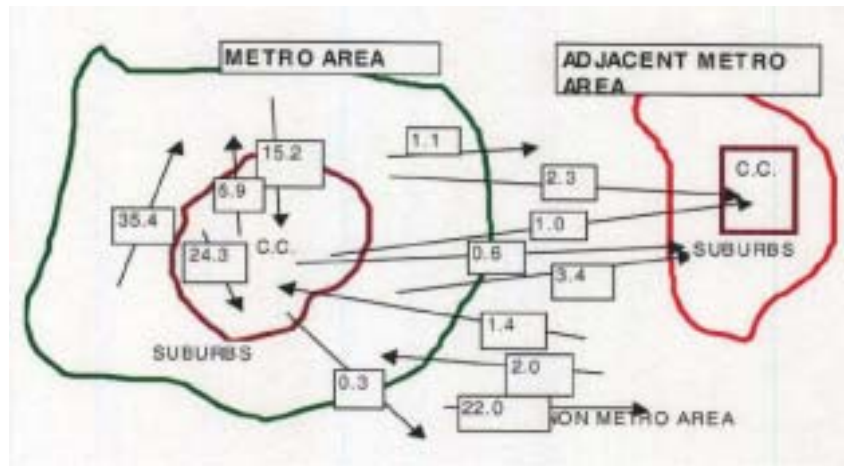 METRO AREA
ADJACENT METRO
AREA
15.2
1.1
C.C.
2.3
5.9
35.4
1.0
C.C.
24.3
0.6
SUBURBS
3.4
1.4
SUBURBS
2.0
0.3
22.0
NON METRO AREA